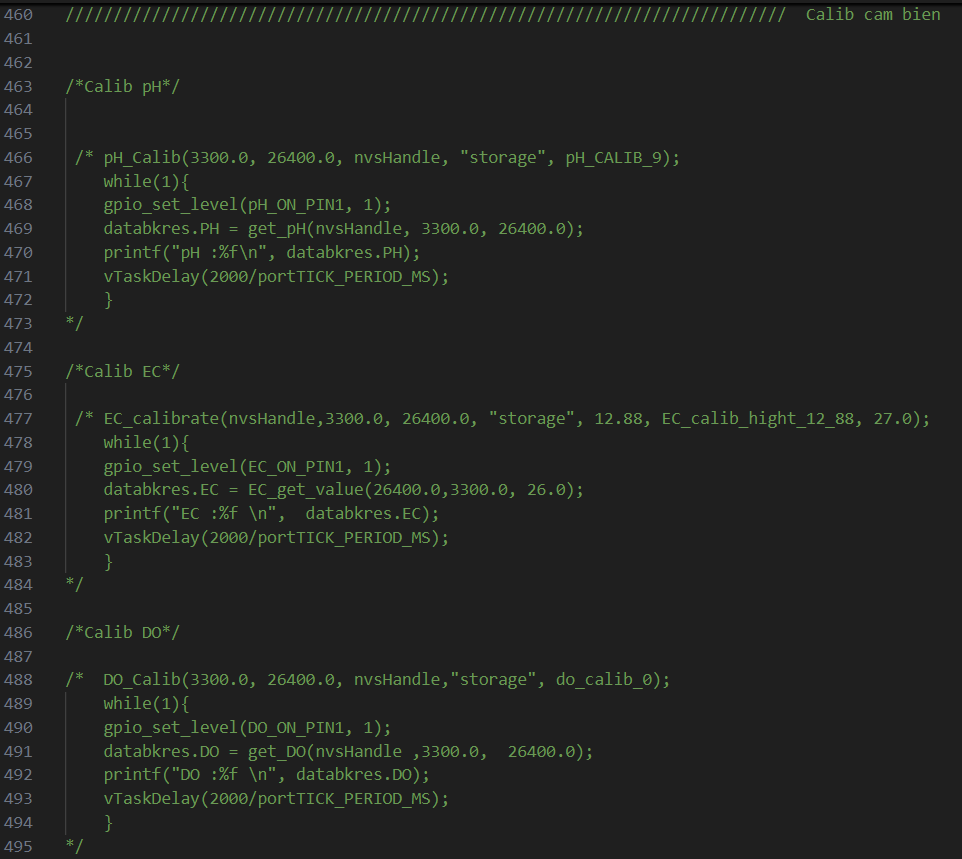 460 /////////////////////////////////////////////////////////////////////////// Calib cam bien
461
462
463 /*Calib pH*/
464
465
466 /* pH_Calib(3300.0, 26400.0, nvsHandle, "storage", pH_CALIB_9);
467 while(1){
468 gpio_set_level(pH_ON_PIN1, 1);
469 databkres.PH = get_pH(nvsHandle, 3300.0, 26400.0);
470 printf("pH :%f\n", databkres.PH);
471 vTaskDelay(2000/portTICK_PERIOD_MS);
472 }
473 */
474
475 /*Calib EC*/
476
477 /* EC_calibrate(nvsHandle,3300.0, 26400.0, "storage", 12.88, EC_calib_hight_12_88, 27.0);
478 while(1){
479 gpio_set_level(EC_ON_PIN1, 1);
480 databkres.EC = EC_get_value(26400.0,3300.0, 26.0);
481 printf("EC :%f \n", databkres.EC);
482 vTaskDelay(2000/portTICK_PERIOD_MS);
483 }
484 */
485
486 /*Calib DO*/
487
488 /* DO_Calib(3300.0, 26400.0, nvsHandle,"storage", do_calib_0);
489 while(1){
490 gpio_set_level(DO_ON_PIN1, 1);
491 databkres.DO = get_DO(nvsHandle ,3300.0, 26400.0);
492 printf("DO :%f \n", databkres.DO);
493 vTaskDelay(2000/portTICK_PERIOD_MS);
494 }
495 */